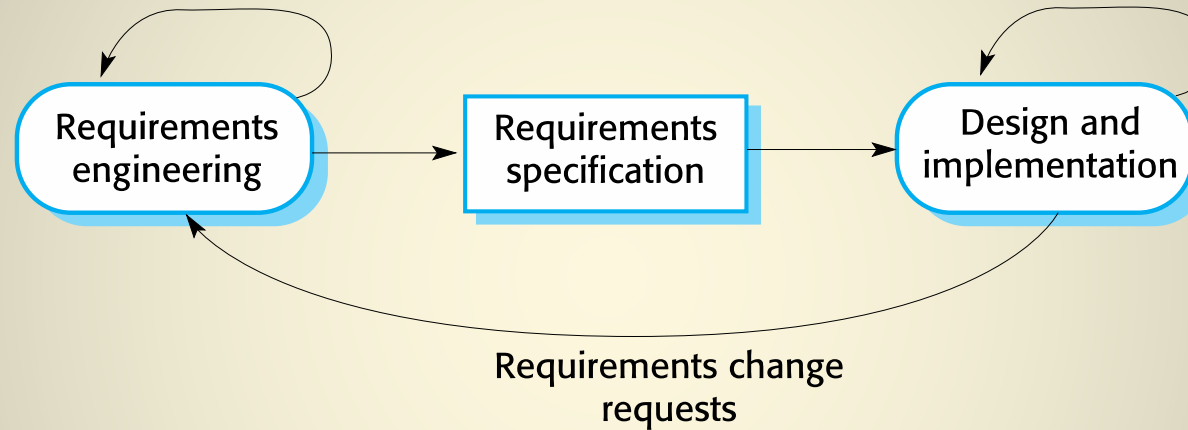 Requirements
engineering
Requirements
specification
Design and
implementation
Requirements change
requests